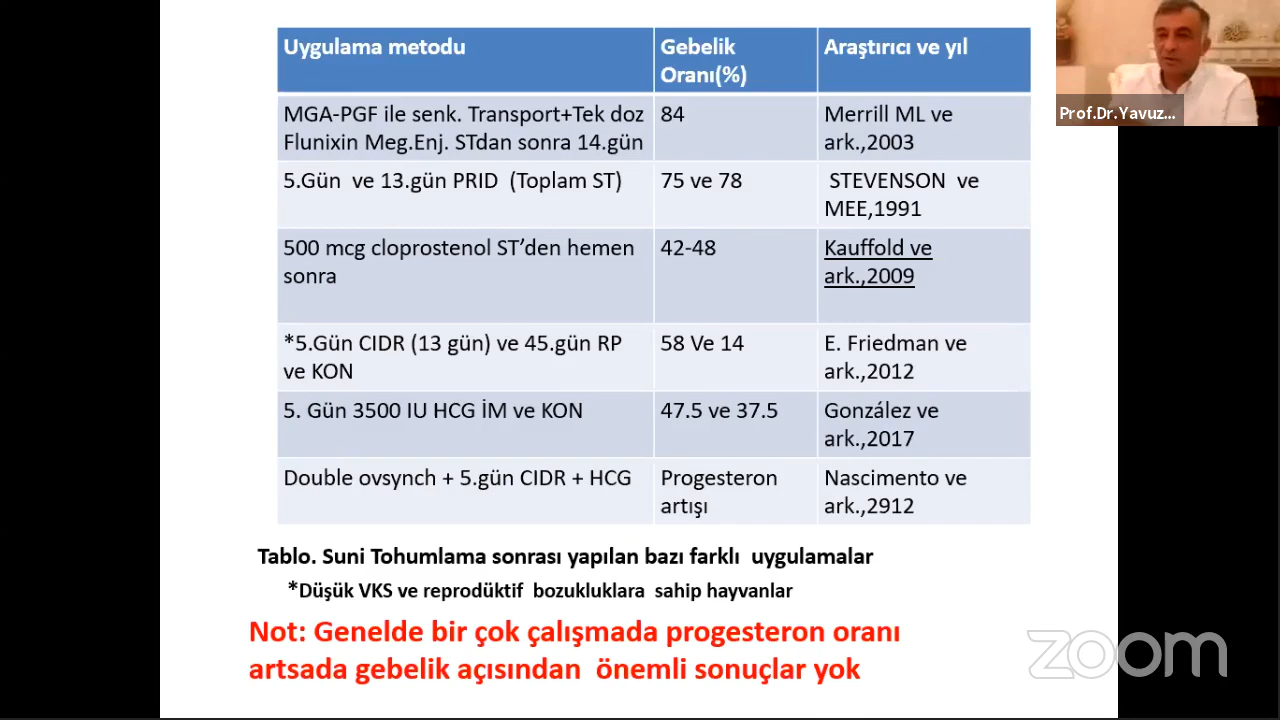 Uygulama metodu
Gebelik
Oranı(%)
Araştırıcı ve yıl
MGA-PGF ile senk. Transport+Tek doz
Flunixin Meg.Enj. STdan sonra 14.gün
84
Merrill ML ve
ark.,2003
5.Gün ve 13.gün PRID (Toplam ST)
75 ve 78
STEVENSON ve
MEE,1991
500 mcg cloprostenol ST’den hemen
sonra
42-48
Kauffold ve
ark.,2009
*5.Gün CIDR (13 gün) ve 45.gün RP
ve KON
58 Ve 14
E. Friedman ve
ark.,2012
5. Gün 3500 IU HCG İM ve KON
47.5 ve 37.5
González ve
ark.,2017
Double ovsynch + 5.gün CIDR + HCG
Progesteron
artışı
Nascimento ve
ark.,2912
Tablo. Suni Tohumlama sonrası yapılan bazı farklı uygulamalar
*Düşük VKS ve reprodüktif bozukluklara sahip hayvanlar
Not: Genelde bir çok çalışmada progesteron oranı
artsada gebelik açısından önemli sonuçlar yok
Prof.Dr.Yavuz...
zoom